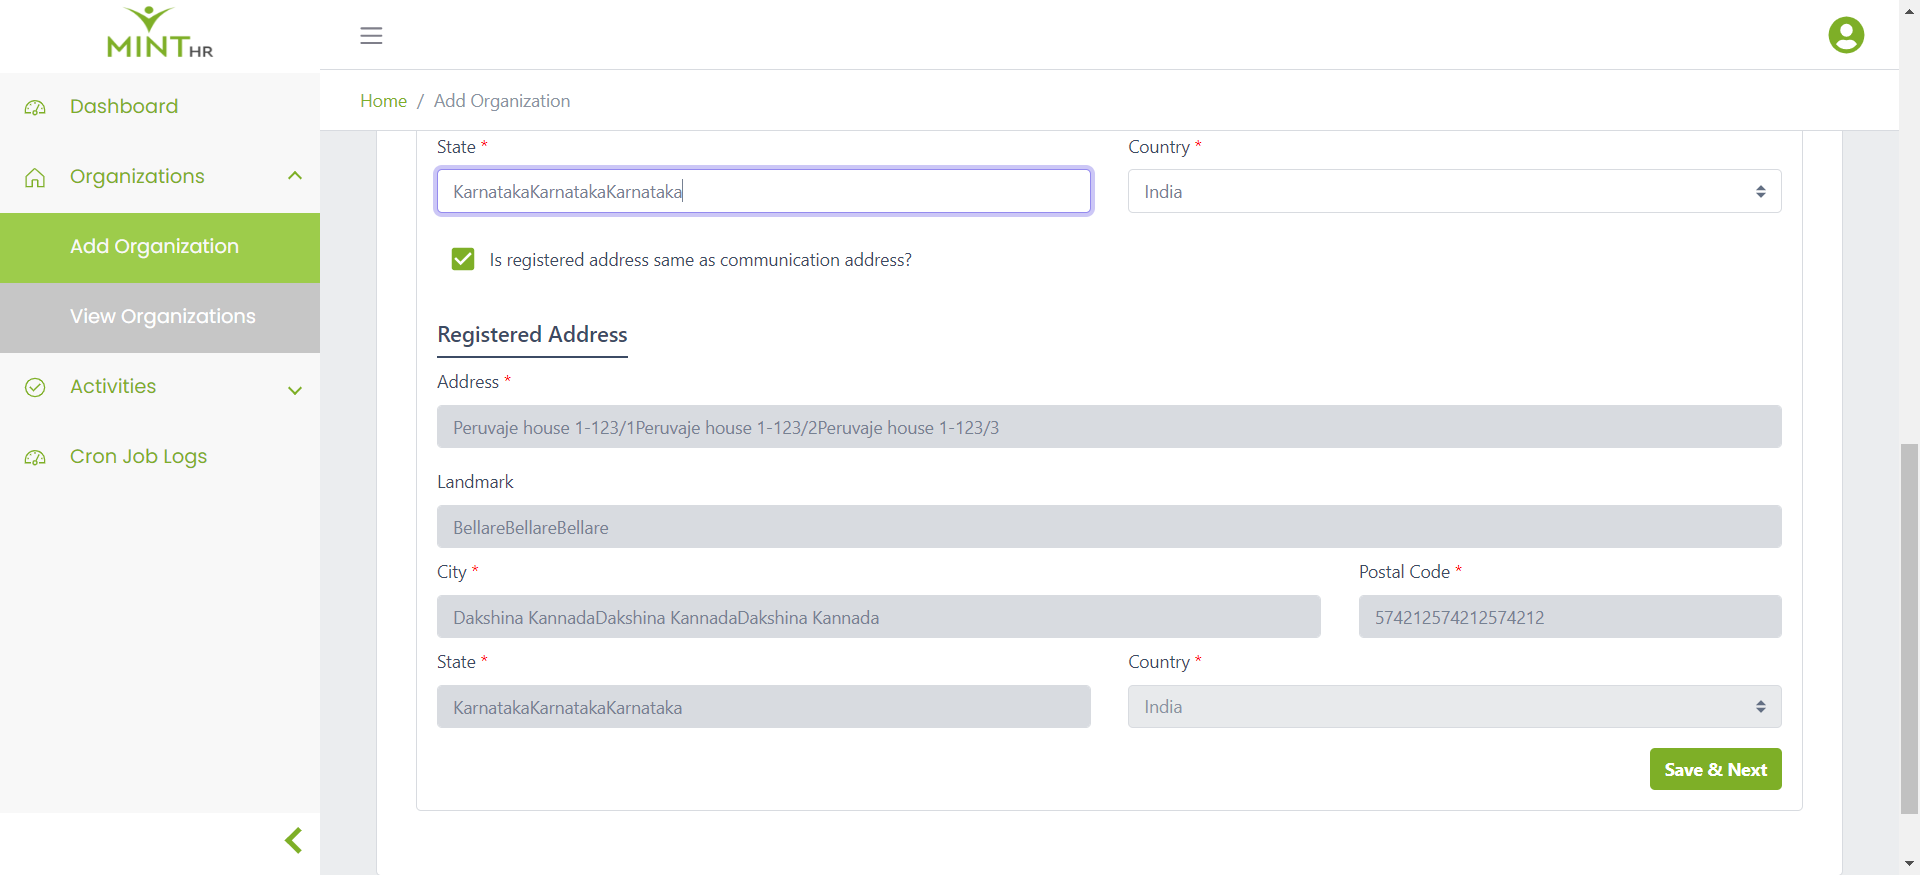 MINT HR
Dashboard
Organizations
Add Organization
View Organizations
Activities
Cron Job Logs
Home / Add Organization
State * Country *
KarnatakaKarnatakaKarnataka India
Is registered address same as communication address?
Registered Address
Address *
Peruvaje house 1-123/1Peruvaje house 1-123/2Peruvaje house 1-123/3
Landmark
BellareBellareBellare
City * Postal Code *
Dakshina KannadaDakshina KannadaDakshina Kannada 574212574212574212
State * Country *
KarnatakaKarnatakaKarnataka India
Save & Next